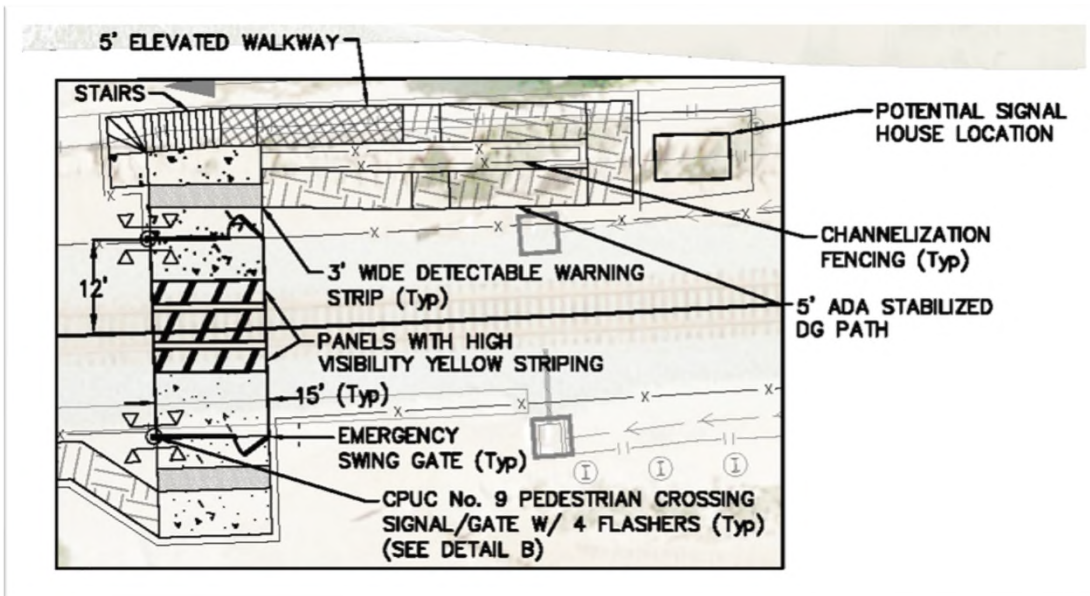 5' ELEVATED WALKWAY
STAIRS
POTENTIAL SIGNAL
HOUSE LOCATION
CHANNELIZATION
FENCING (Typ)
3' WIDE DETECTABLE WARNING
STRIP (Typ)
12'
5' ADA STABILIZED
DG PATH
PANELS WITH HIGH
VISIBILITY YELLOW STRIPING
15' (Typ)
EMERGENCY
SWING GATE (Typ)
CPUC No. 9 PEDESTRIAN CROSSING
SIGNAL/GATE W/ 4 FLASHERS (Typ)
(SEE DETAIL B)
X X X X X X X X X
I I I I